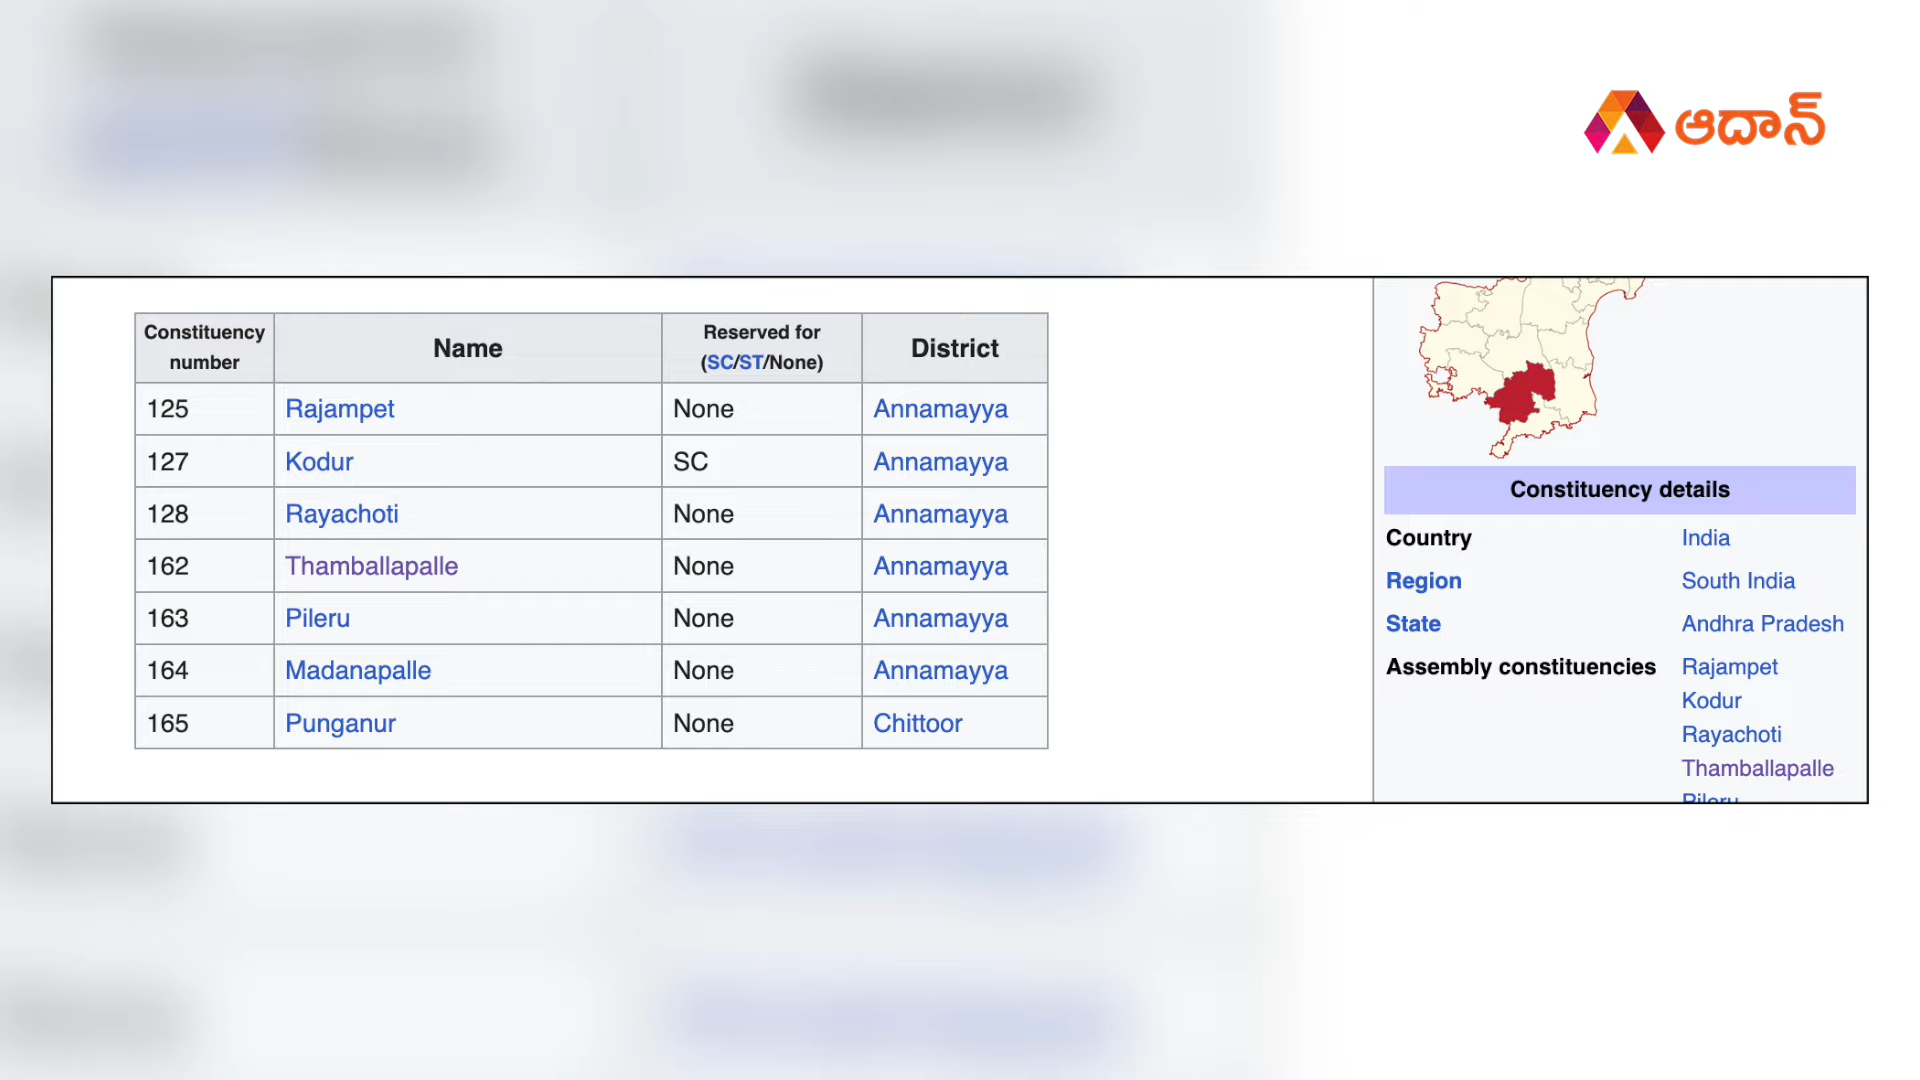 ఆదాన్
Constituency number Name Reserved for (SC/ST/None) District
125 Rajampet None Annamayya
127 Kodur SC Annamayya
128 Rayachoti None Annamayya
162 Thamballapalle None Annamayya
163 Pileru None Annamayya
164 Madanapalle None Annamayya
165 Punganur None Chittoor
Constituency details
Country India
Region South India
State Andhra Pradesh
Assembly constituencies Rajampet
Kodur
Rayachoti
Thamballapalle
Pileru